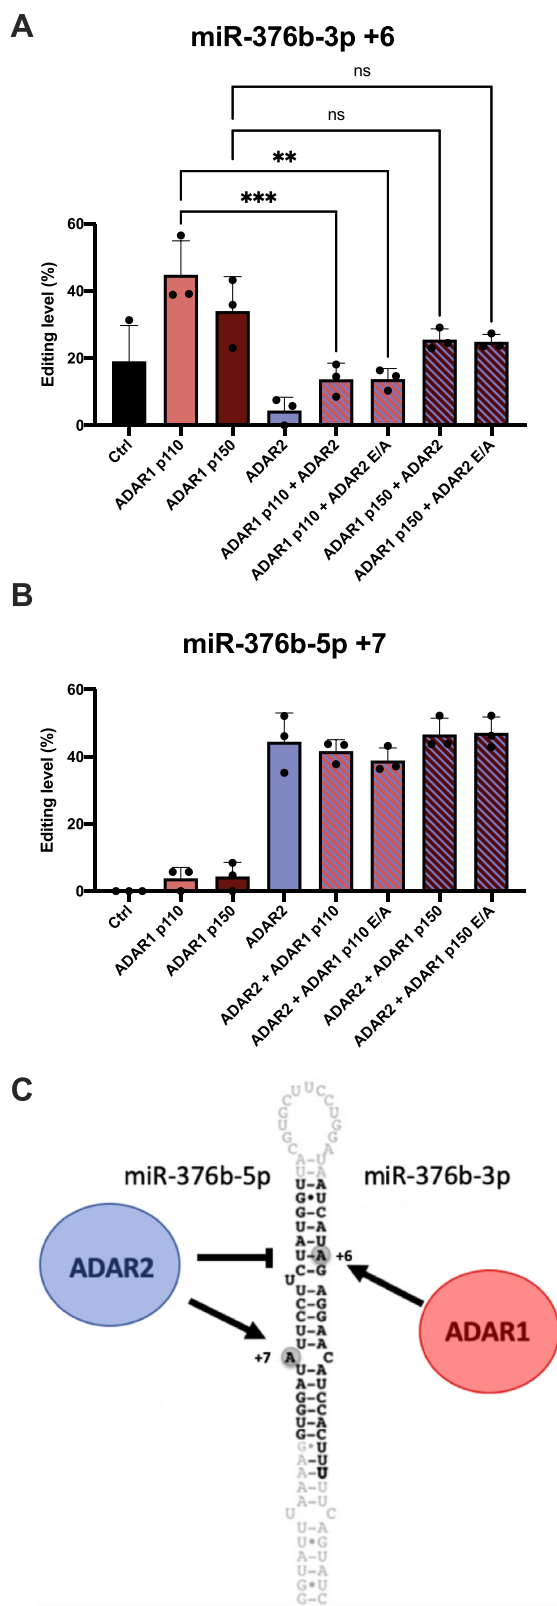 A
miR-376b-3p +6
ns
ns
**
***
Editing level (%)
60
40
20
0
Ctrl
ADAR1 p110
ADAR1 p150
ADAR2
ADAR1 p110 + ADAR2
ADAR1 p110 + ADAR2 E/A
ADAR1 p150 + ADAR2
ADAR1 p150 + ADAR2 E/A
B
miR-376b-5p +7
Editing level (%)
60
40
20
0
Ctrl
ADAR1 p110
ADAR1 p150
ADAR2
ADAR2 + ADAR1 p110
ADAR2 + ADAR1 p110 E/A
ADAR2 + ADAR1 p150
ADAR2 + ADAR1 p150 E/A
C
miR-376b-5p
miR-376b-3p
ADAR2
+6
ADAR1
+7
GGUAUUUAAAAGGUGGAUAUUCCUUCUAUGGUUACGUGCUUCCUGGAUAAUCAUAGAGGAACAUCCACUUUUUCAGUAUC